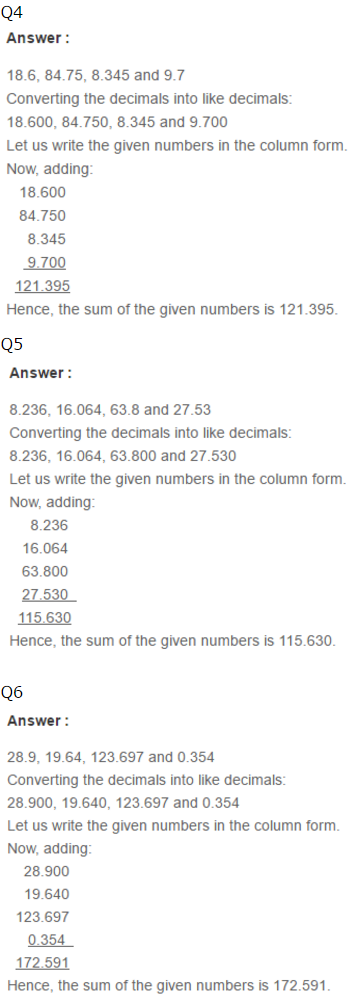 Q4
Answer :
18.6, 84.75, 8.345 and 9.7
Converting the decimals into like decimals:
18.600, 84.750, 8.345 and 9.700
Let us write the given numbers in the column form.
Now, adding:
18.600
84.750
8.345
9.700
121.395
Hence, the sum of the given numbers is 121.395.
Q5
Answer :
8.236, 16.064, 63.8 and 27.53
Converting the decimals into like decimals:
8.236, 16.064, 63.800 and 27.530
Let us write the given numbers in the column form.
Now, adding:
8.236
16.064
63.800
27.530
115.630
Hence, the sum of the given numbers is 115.630.
Q6
Answer :
28.9, 19.64, 123.697 and 0.354
Converting the decimals into like decimals:
28.900, 19.640, 123.697 and 0.354
Let us write the given numbers in the column form.
Now, adding:
28.900
19.640
123.697
0.354
172.591
Hence, the sum of the given numbers is 172.591.